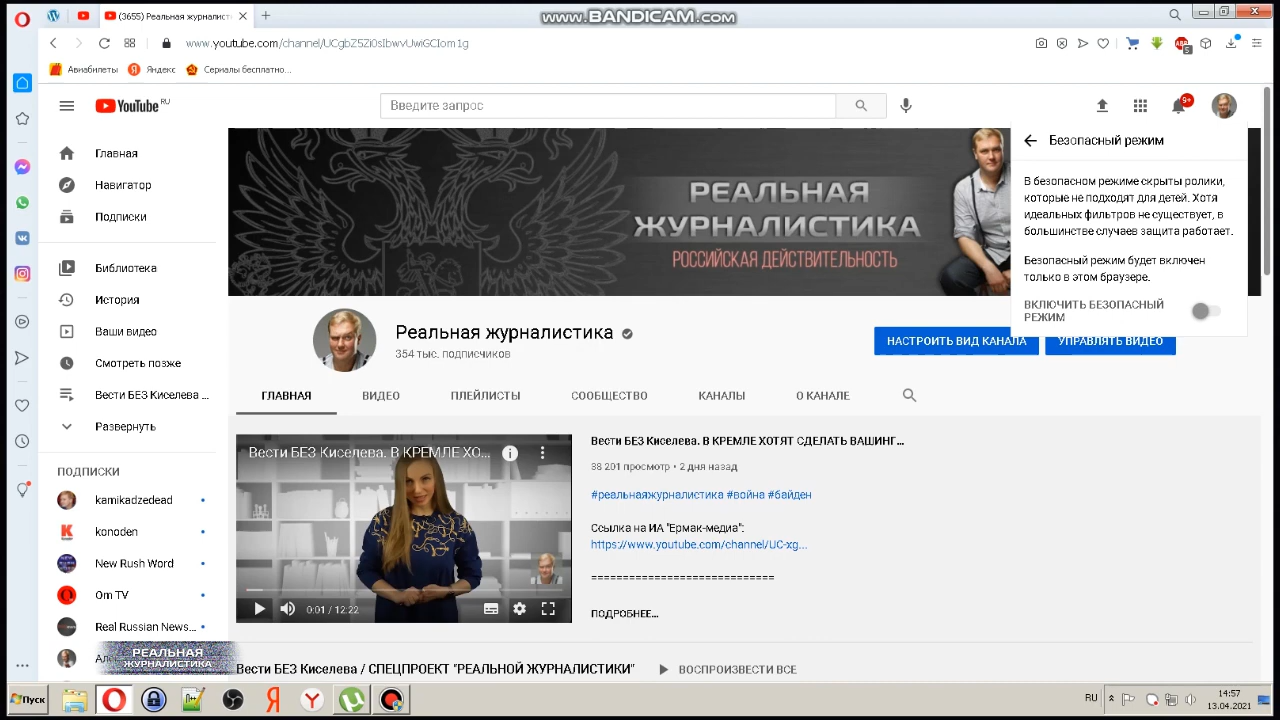 www.BANDICAM.com
(3655) Реальная журналист
www.youtube.com/channel/UCgbZ5Zi0sIbwvUwiGCIom1g
5
Авиабилеты
Яндекс
Сериалы бесплатно...
YouTube RU
Введите запрос
9+
Главная
Навигатор
Подписки
Библиотека
История
Ваши видео
Смотреть позже
Вести БЕЗ Киселева ...
Развернуть
ПОДПИСКИ
kamikadzedead
konoden
New Rush Word
Om TV
Real Russian News...
РЕАЛЬНАЯ
ЖУРНАЛИСТИКА
РОССИЙСКАЯ ДЕЙСТВИТЕЛЬНОСТЬ
Безопасный режим
В безопасном режиме скрыты ролики,
которые не подходят для детей. Хотя
идеальных фильтров не существует, в
большинстве случаев защита работает.
Безопасный режим будет включен
только в этом браузере.
ВКЛЮЧИТЬ БЕЗОПАСНЫЙ
РЕЖИМ
Реальная журналистика
354 тыс. подписчиков
НАСТРОИТЬ ВИД КАНАЛА
УПРАВЛЯТЬ ВИДЕО
ГЛАВНАЯ
ВИДЕО
ПЛЕЙЛИСТЫ
СООБЩЕСТВО
КАНАЛЫ
О КАНАЛЕ
Вести БЕЗ Киселева. В КРЕМЛЕ ХО...
0:01 / 12:22
Вести БЕЗ Киселева. В КРЕМЛЕ ХОТЯТ СДЕЛАТЬ ВАШИНГ...
38 201 просмотр • 2 дня назад
#реальнаяжурналистика #война #байден
Ссылка на ИА "Ермак-медиа":
https://www.youtube.com/channel/UC-xg...
=============================
ПОДРОБНЕЕ...
РЕАЛЬНАЯ
ЖУРНАЛИСТИКА
Вести БЕЗ Киселева / СПЕЦПРОЕКТ "РЕАЛЬНОЙ ЖУРНАЛИСТИКИ"
ВОСПРОИЗВЕСТИ ВСЕ
Пуск
RU
14:57
13.04.2021